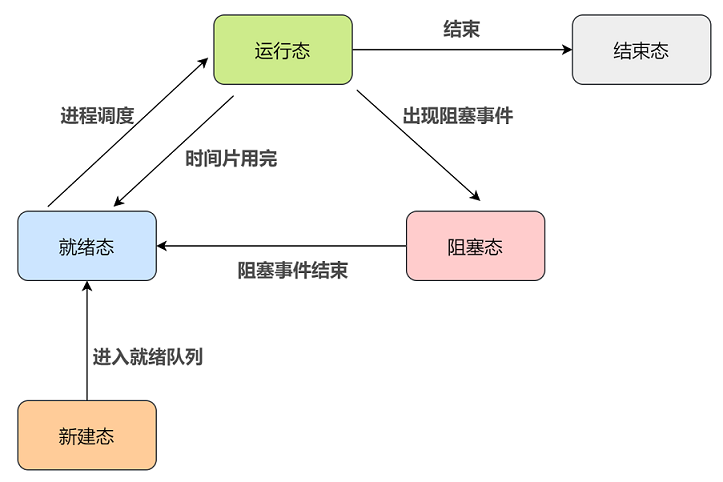 结束
运行态
结束态
进程调度
出现阻塞事件
时间片用完
就绪态
阻塞态
阻塞事件结束
进入就绪队列
新建态